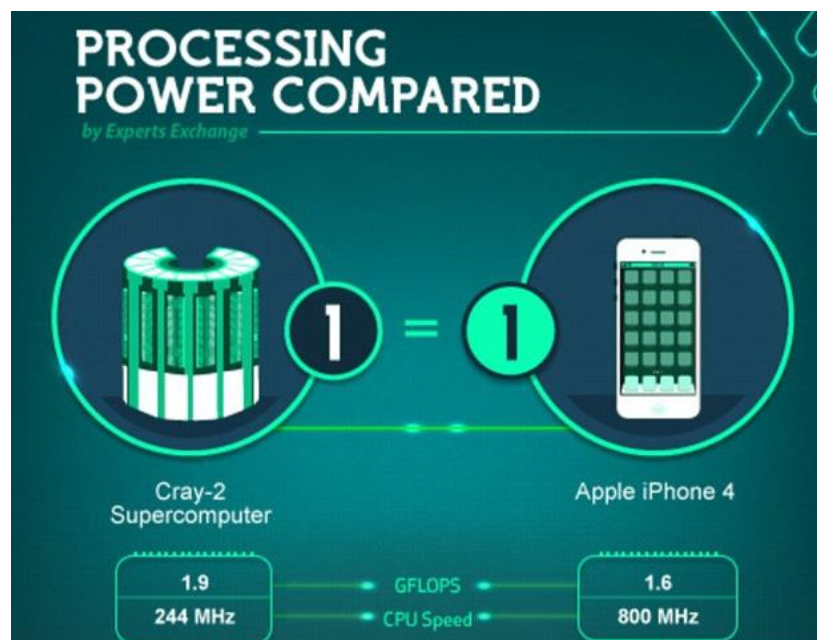 PROCESSING
POWER COMPARED
by Experts Exchange
1 = 1
Cray-2
Supercomputer
Apple iPhone 4
1.9 GFLOPS 1.6
244 MHz CPU Speed 800 MHz